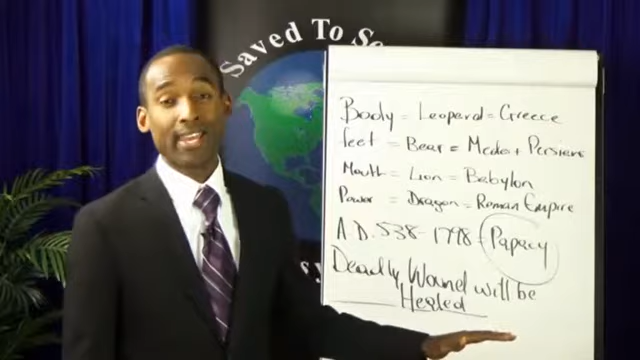 Saved To Se
Body = Leopard = Greece
feet = Bear = Medes + Persians
Mouth = Lion = Babylon
Power = Dragon = Roman Empire
A.D. 538 - 1798 = Papacy
Deadly Wound will be
Healed